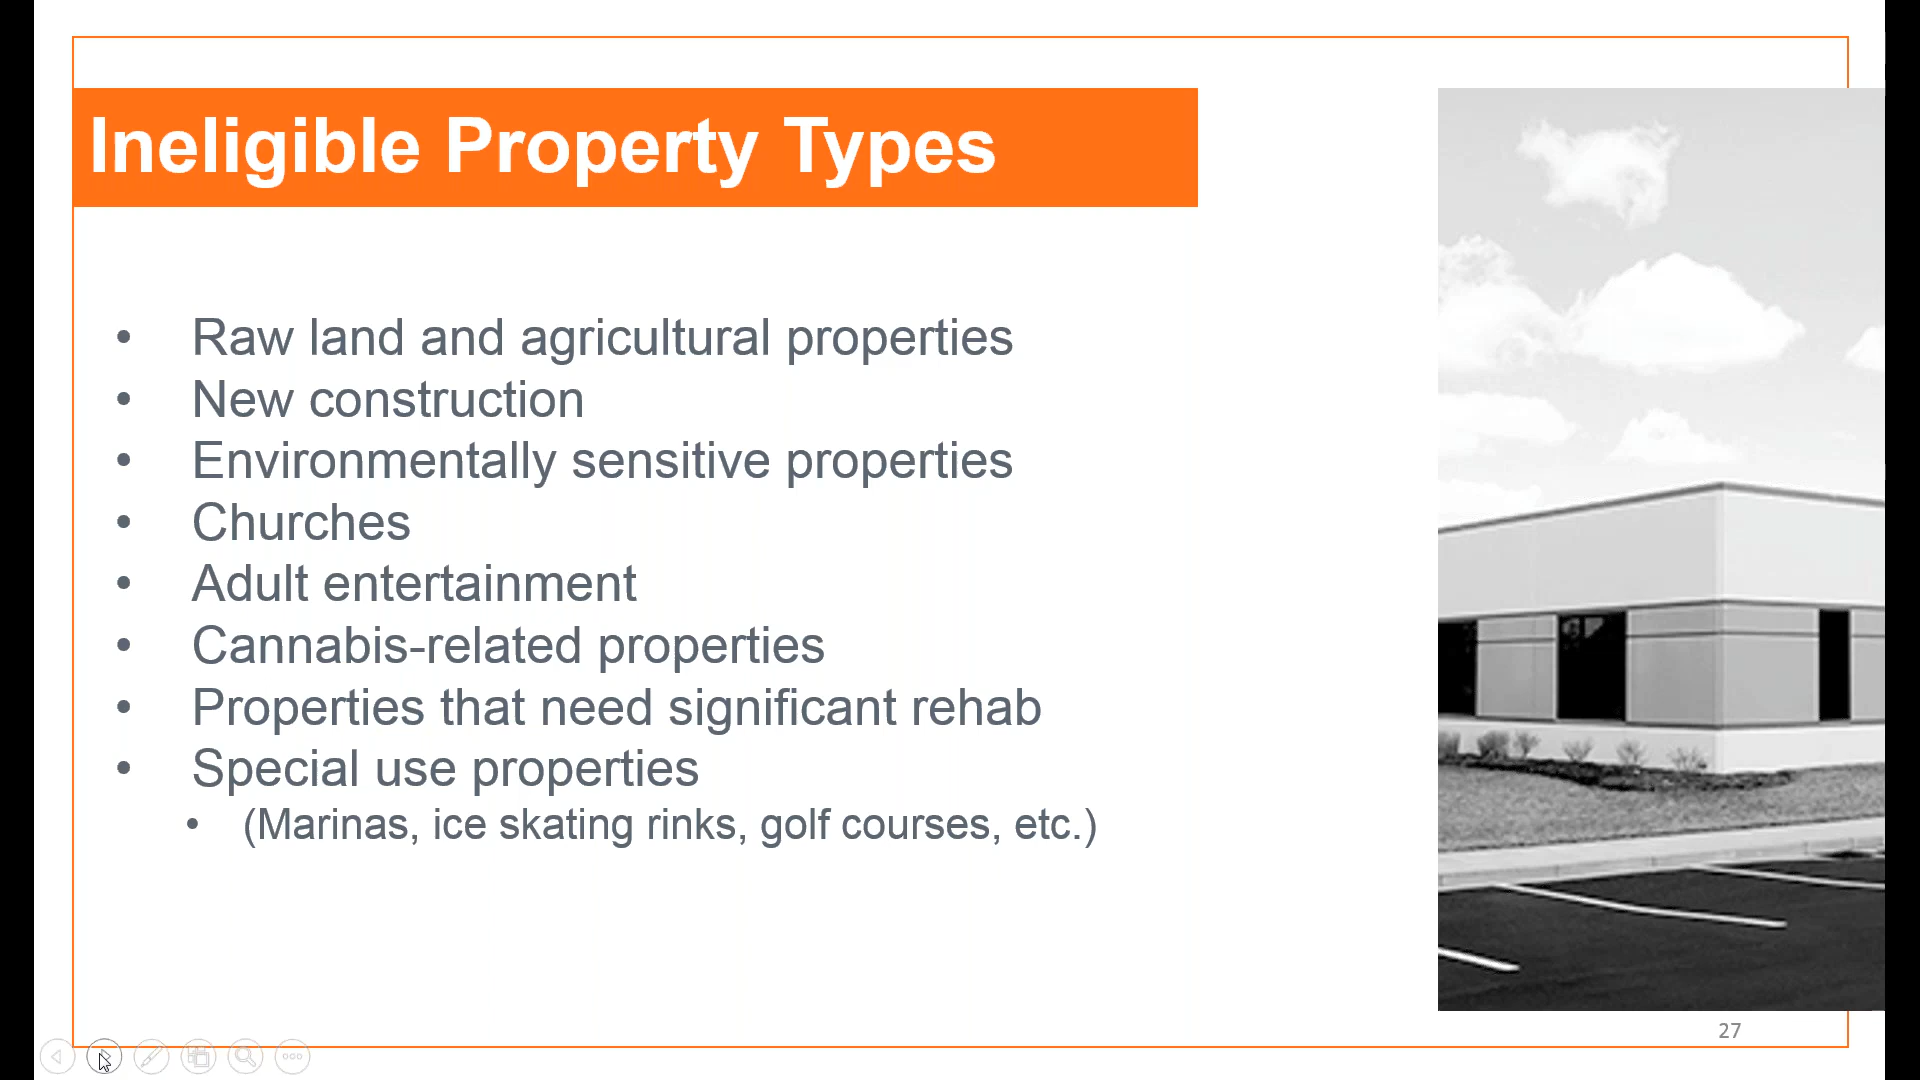 Ineligible Property Types
• Raw land and agricultural properties
• New construction
• Environmentally sensitive properties
• Churches
• Adult entertainment
• Cannabis-related properties
• Properties that need significant rehab
• Special use properties
• (Marinas, ice skating rinks, golf courses, etc.)
27